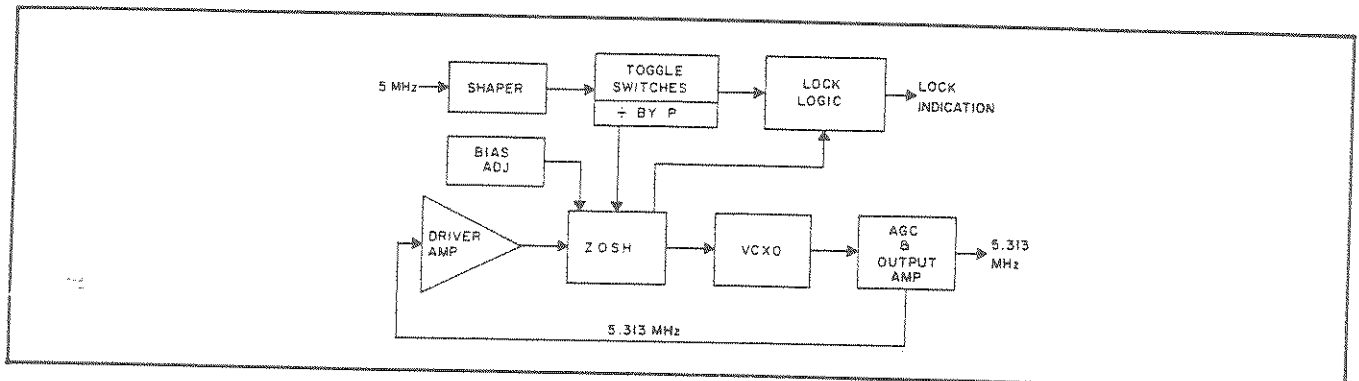 5 MHz
SHAPER
TOGGLE
SWITCHES
÷ BY P
LOCK
LOGIC
LOCK
INDICATION
BIAS
ADJ
DRIVER
AMP
ZOSH
VCXO
AGC
&
OUTPUT
AMP
5.313
MHz
5.313 MHz